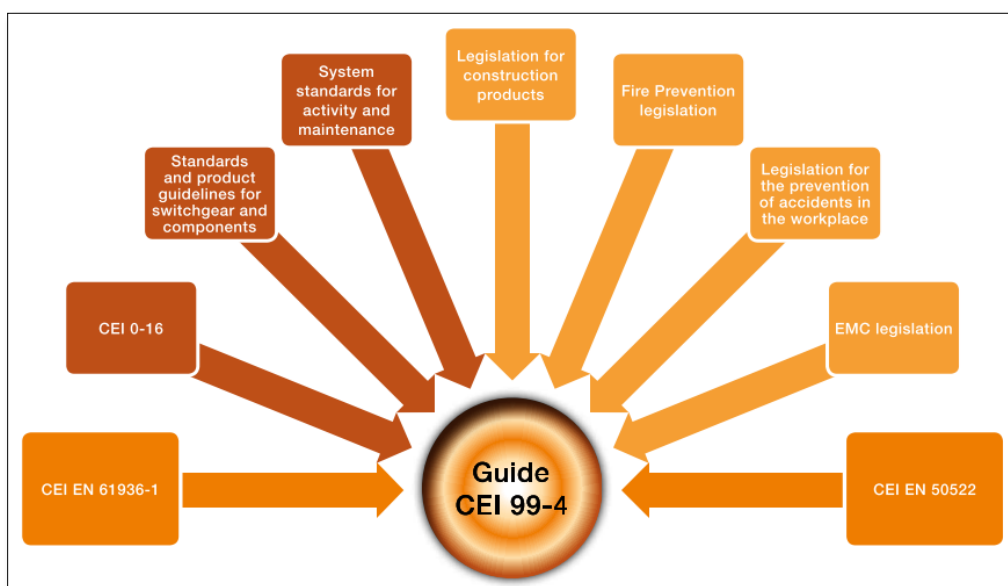 Legislation for
construction
products
System
standards for
activity and
maintenance
Fire Prevention
legislation
Standards
and product
guidelines for
switchgear and
components
Legislation for
the prevention
of accidents in
the workplace
CEI 0-16
EMC legislation
CEI EN 61936-1
Guide
CEI 99-4
CEI EN 50522